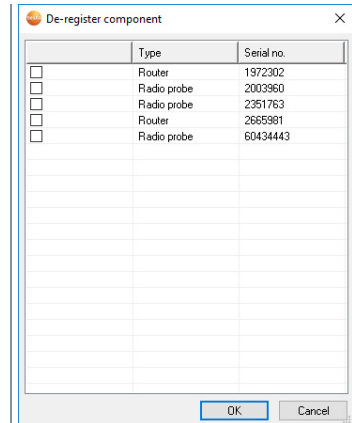 testo De-register component
Type Serial no.
Router 1972302
Radio probe 2003960
Radio probe 2351763
Router 2665981
Radio probe 60434443
OK Cancel